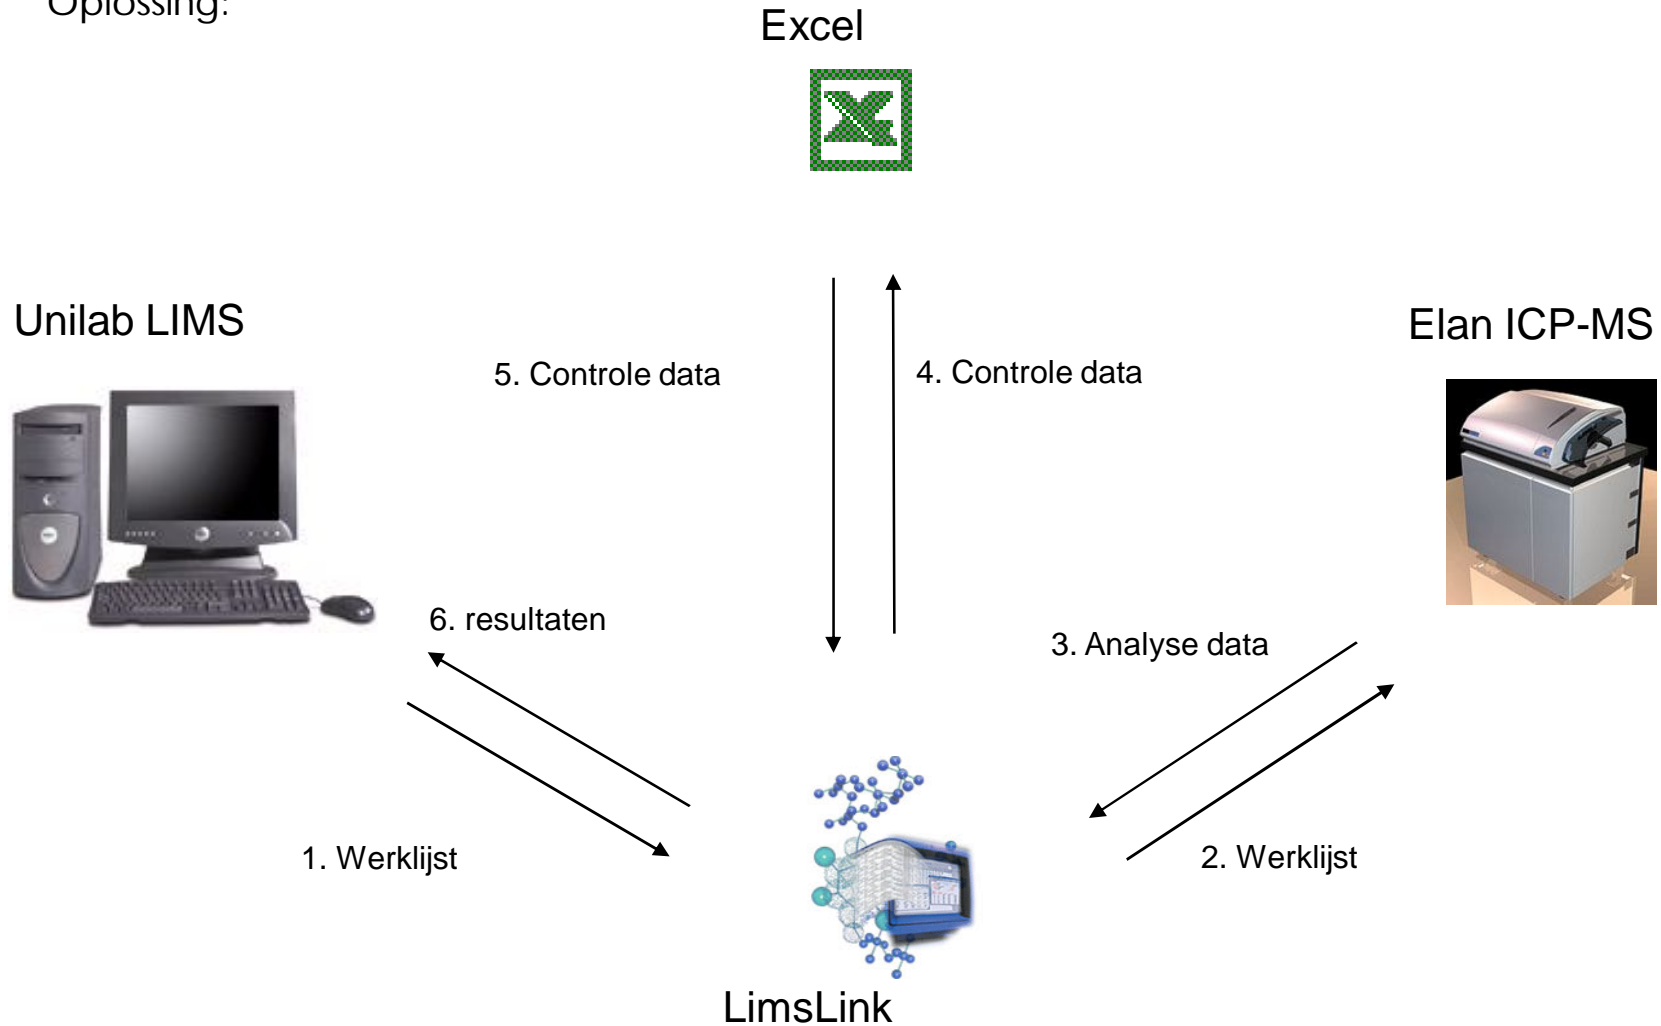 Oplossing:
Excel
Unilab LIMS
Elan ICP-MS
5. Controle data
4. Controle data
6. resultaten
3. Analyse data
1. Werklijst
2. Werklijst
LimsLink